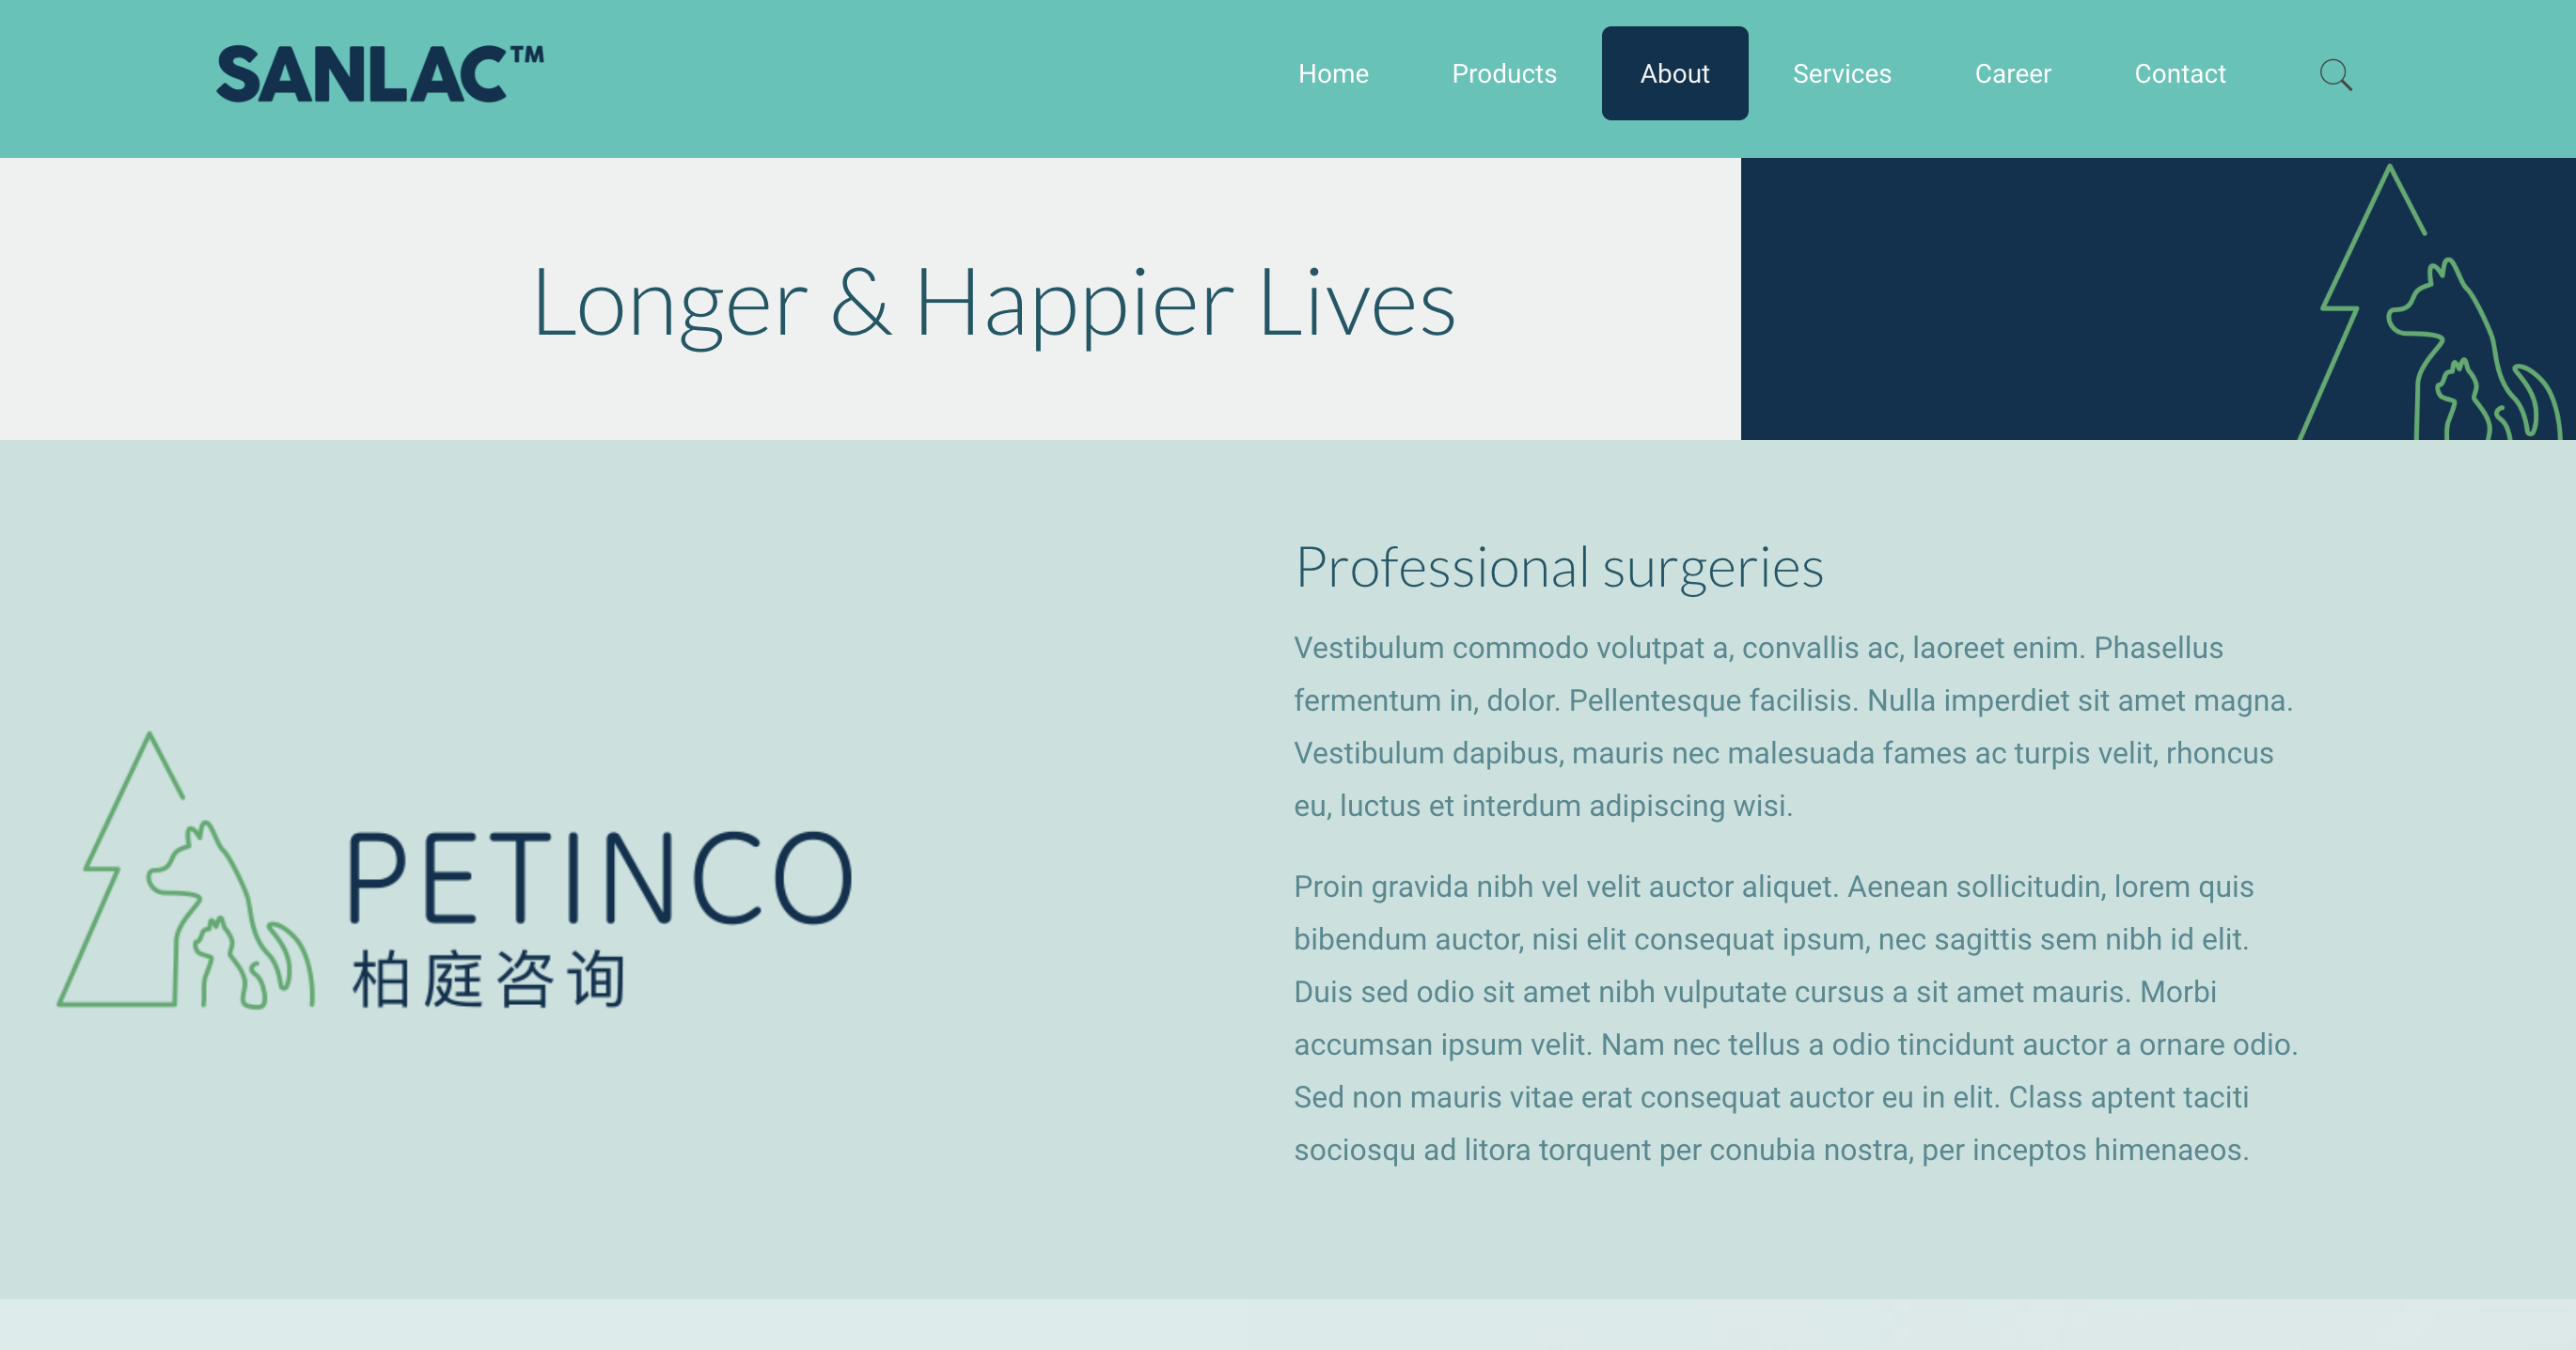 SANLAC™
Home Products About Services Career Contact
Longer & Happier Lives
Professional surgeries
Vestibulum commodo volutpat a, convallis ac, laoreet enim. Phasellus
fermentum in, dolor. Pellentesque facilisis. Nulla imperdiet sit amet magna.
Vestibulum dapibus, mauris nec malesuada fames ac turpis velit, rhoncus
eu, luctus et interdum adipiscing wisi.
Proin gravida nibh vel velit auctor aliquet. Aenean sollicitudin, lorem quis
bibendum auctor, nisi elit consequat ipsum, nec sagittis sem nibh id elit.
Duis sed odio sit amet nibh vulputate cursus a sit amet mauris. Morbi
accumsan ipsum velit. Nam nec tellus a odio tincidunt auctor a ornare odio.
Sed non mauris vitae erat consequat auctor eu in elit. Class aptent taciti
sociosqu ad litora torquent per conubia nostra, per inceptos himenaeos.
PETINCO
柏庭咨询